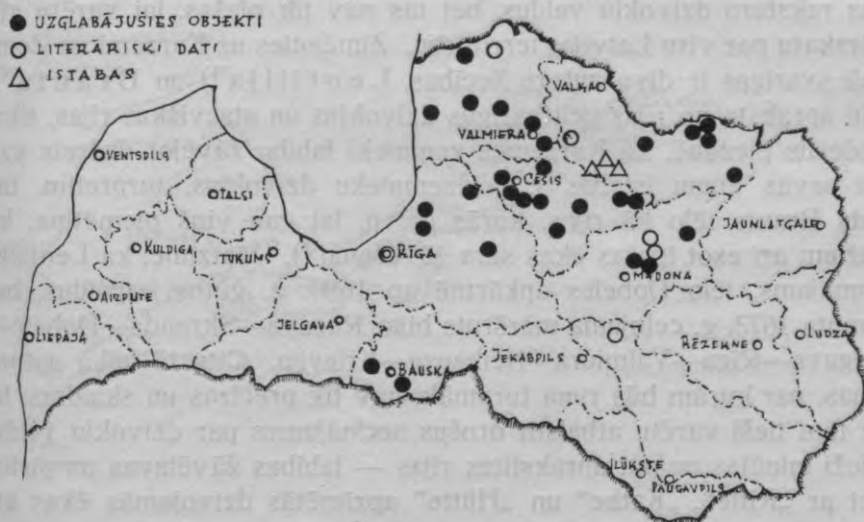 UZGLABĀJUŠIES OBJEKTI
LITERĀRISKI DATI
ISTABAS
VALKA
VALMIERA
VENTSPILS
CĒSIS
TALSI
JAUNLATGALE
KULDIGA
TUKUMS
RĪGA
MADONA
AIZPUTE
JELGAVA
LIEPĀJA
JĒKABPILS
RĒZEKNE
LUDZA
BAUSKA
ILŪKSTE
DAUGAVPILS